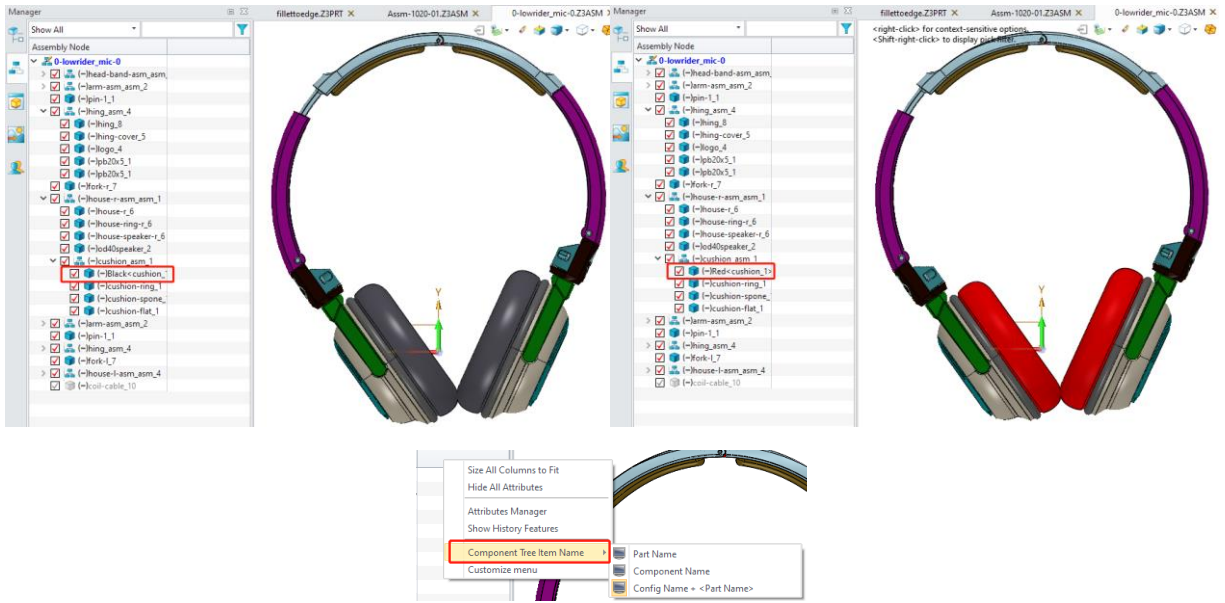 Manager
fillettoedge.Z3PRT ×
Assm-1020-01.Z3ASM ×
0-lowrider_mic-0.Z3ASM
Show All
Assembly Node
0-lowrider_mic-0
(-)head-band-asm_asm_
(-)arm-asm_asm_2
(-)pin-1_1
(-)hing_asm_4
(-)hing_8
(-)hing-cover_5
(-)logo_4
(-)pb20x5_1
(-)pb20x5_1
(-)fork-r_7
(-)house-r-asm_asm_1
(-)house-r_6
(-)house-ring-r_6
(-)house-speaker-r_6
(-)od40speaker_2
(-)cushion_asm_1
(-)Black<cushion_
(-)cushion-ring_1
(-)cushion-spone_
(-)cushion-flat_1
(-)arm-asm_asm_2
(-)pin-1_1
(-)hing_asm_4
(-)fork-l_7
(-)house-l-asm_asm_4
(-)coil-cable_10
Y
Manager
fillettoedge.Z3PRT ×
Assm-1020-01.Z3ASM ×
0-lowrider_mic-0.Z3ASM ×
Show All
<right-click> for context-sensitive options.
<Shift-right-click> to display pick filter.
Assembly Node
0-lowrider_mic-0
(-)head-band-asm_asm_
(-)arm-asm_asm_2
(-)pin-1_1
(-)hing_asm_4
(-)hing_8
(-)hing-cover_5
(-)logo_4
(-)pb20x5_1
(-)pb20x5_1
(-)fork-r_7
(-)house-r-asm_asm_1
(-)house-r_6
(-)house-ring-r_6
(-)house-speaker-r_6
(-)od40speaker_2
(-)cushion_asm_1
(-)Red<cushion_1>
(-)cushion-ring_1
(-)cushion-spone_
(-)cushion-flat_1
(-)arm-asm_asm_2
(-)pin-1_1
(-)hing_asm_4
(-)fork-l_7
(-)house-l-asm_asm_4
(-)coil-cable_10
Y
Size All Columns to Fit
Hide All Attributes
Attributes Manager
Show History Features
Component Tree Item Name
Customize menu
Part Name
Component Name
Config Name + <Part Name>